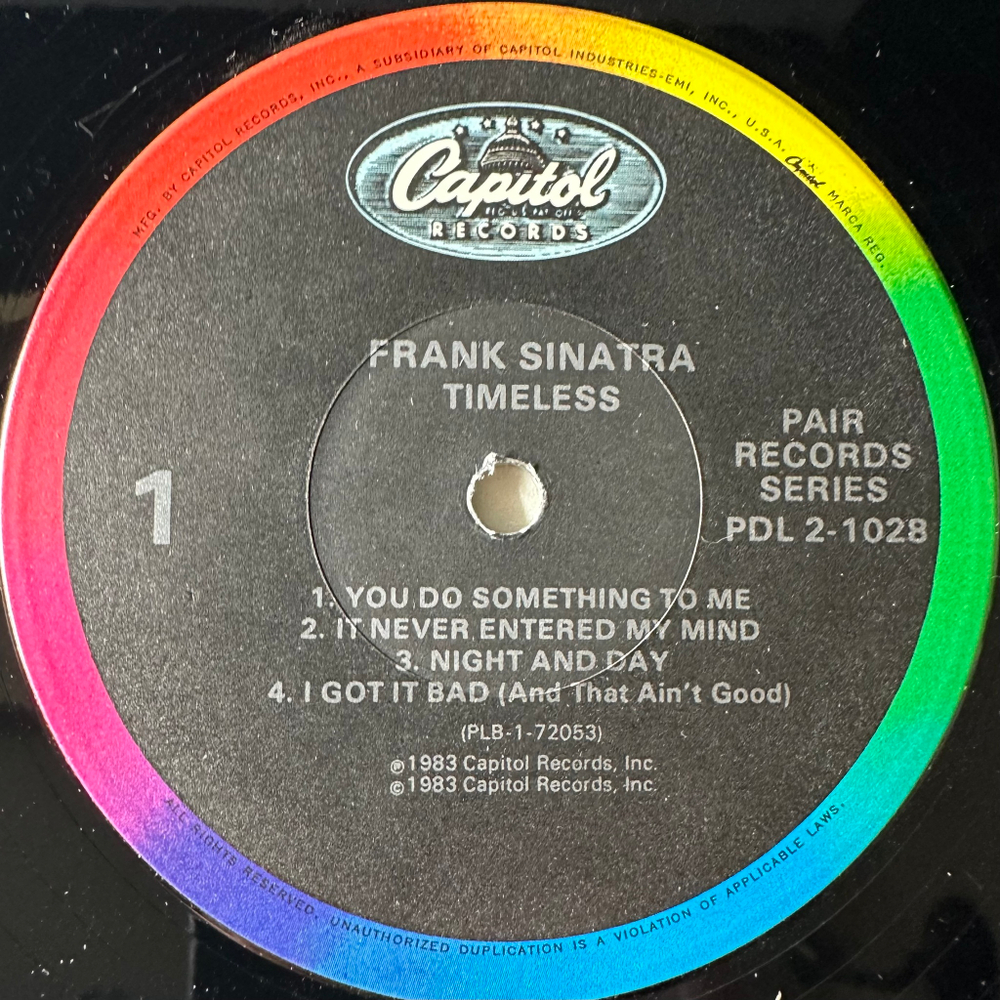 MFG. BY CAPITOL RECORDS, INC., A SUBSIDIARY OF CAPITOL INDUSTRIES-EMI, INC., U.S.A. Capitol MARCA REG.
Capitol
RECORDS
FRANK SINATRA
TIMELESS
PAIR
RECORDS
SERIES
PDL 2-1028
1
1. YOU DO SOMETHING TO ME
2. IT NEVER ENTERED MY MIND
3. NIGHT AND DAY
4. I GOT IT BAD (And That Ain't Good)
(PLB-1-72053)
℗1983 Capitol Records, Inc.
©1983 Capitol Records, Inc.
ALL RIGHTS RESERVED. UNAUTHORIZED DUPLICATION IS A VIOLATION OF APPLICABLE LAWS.